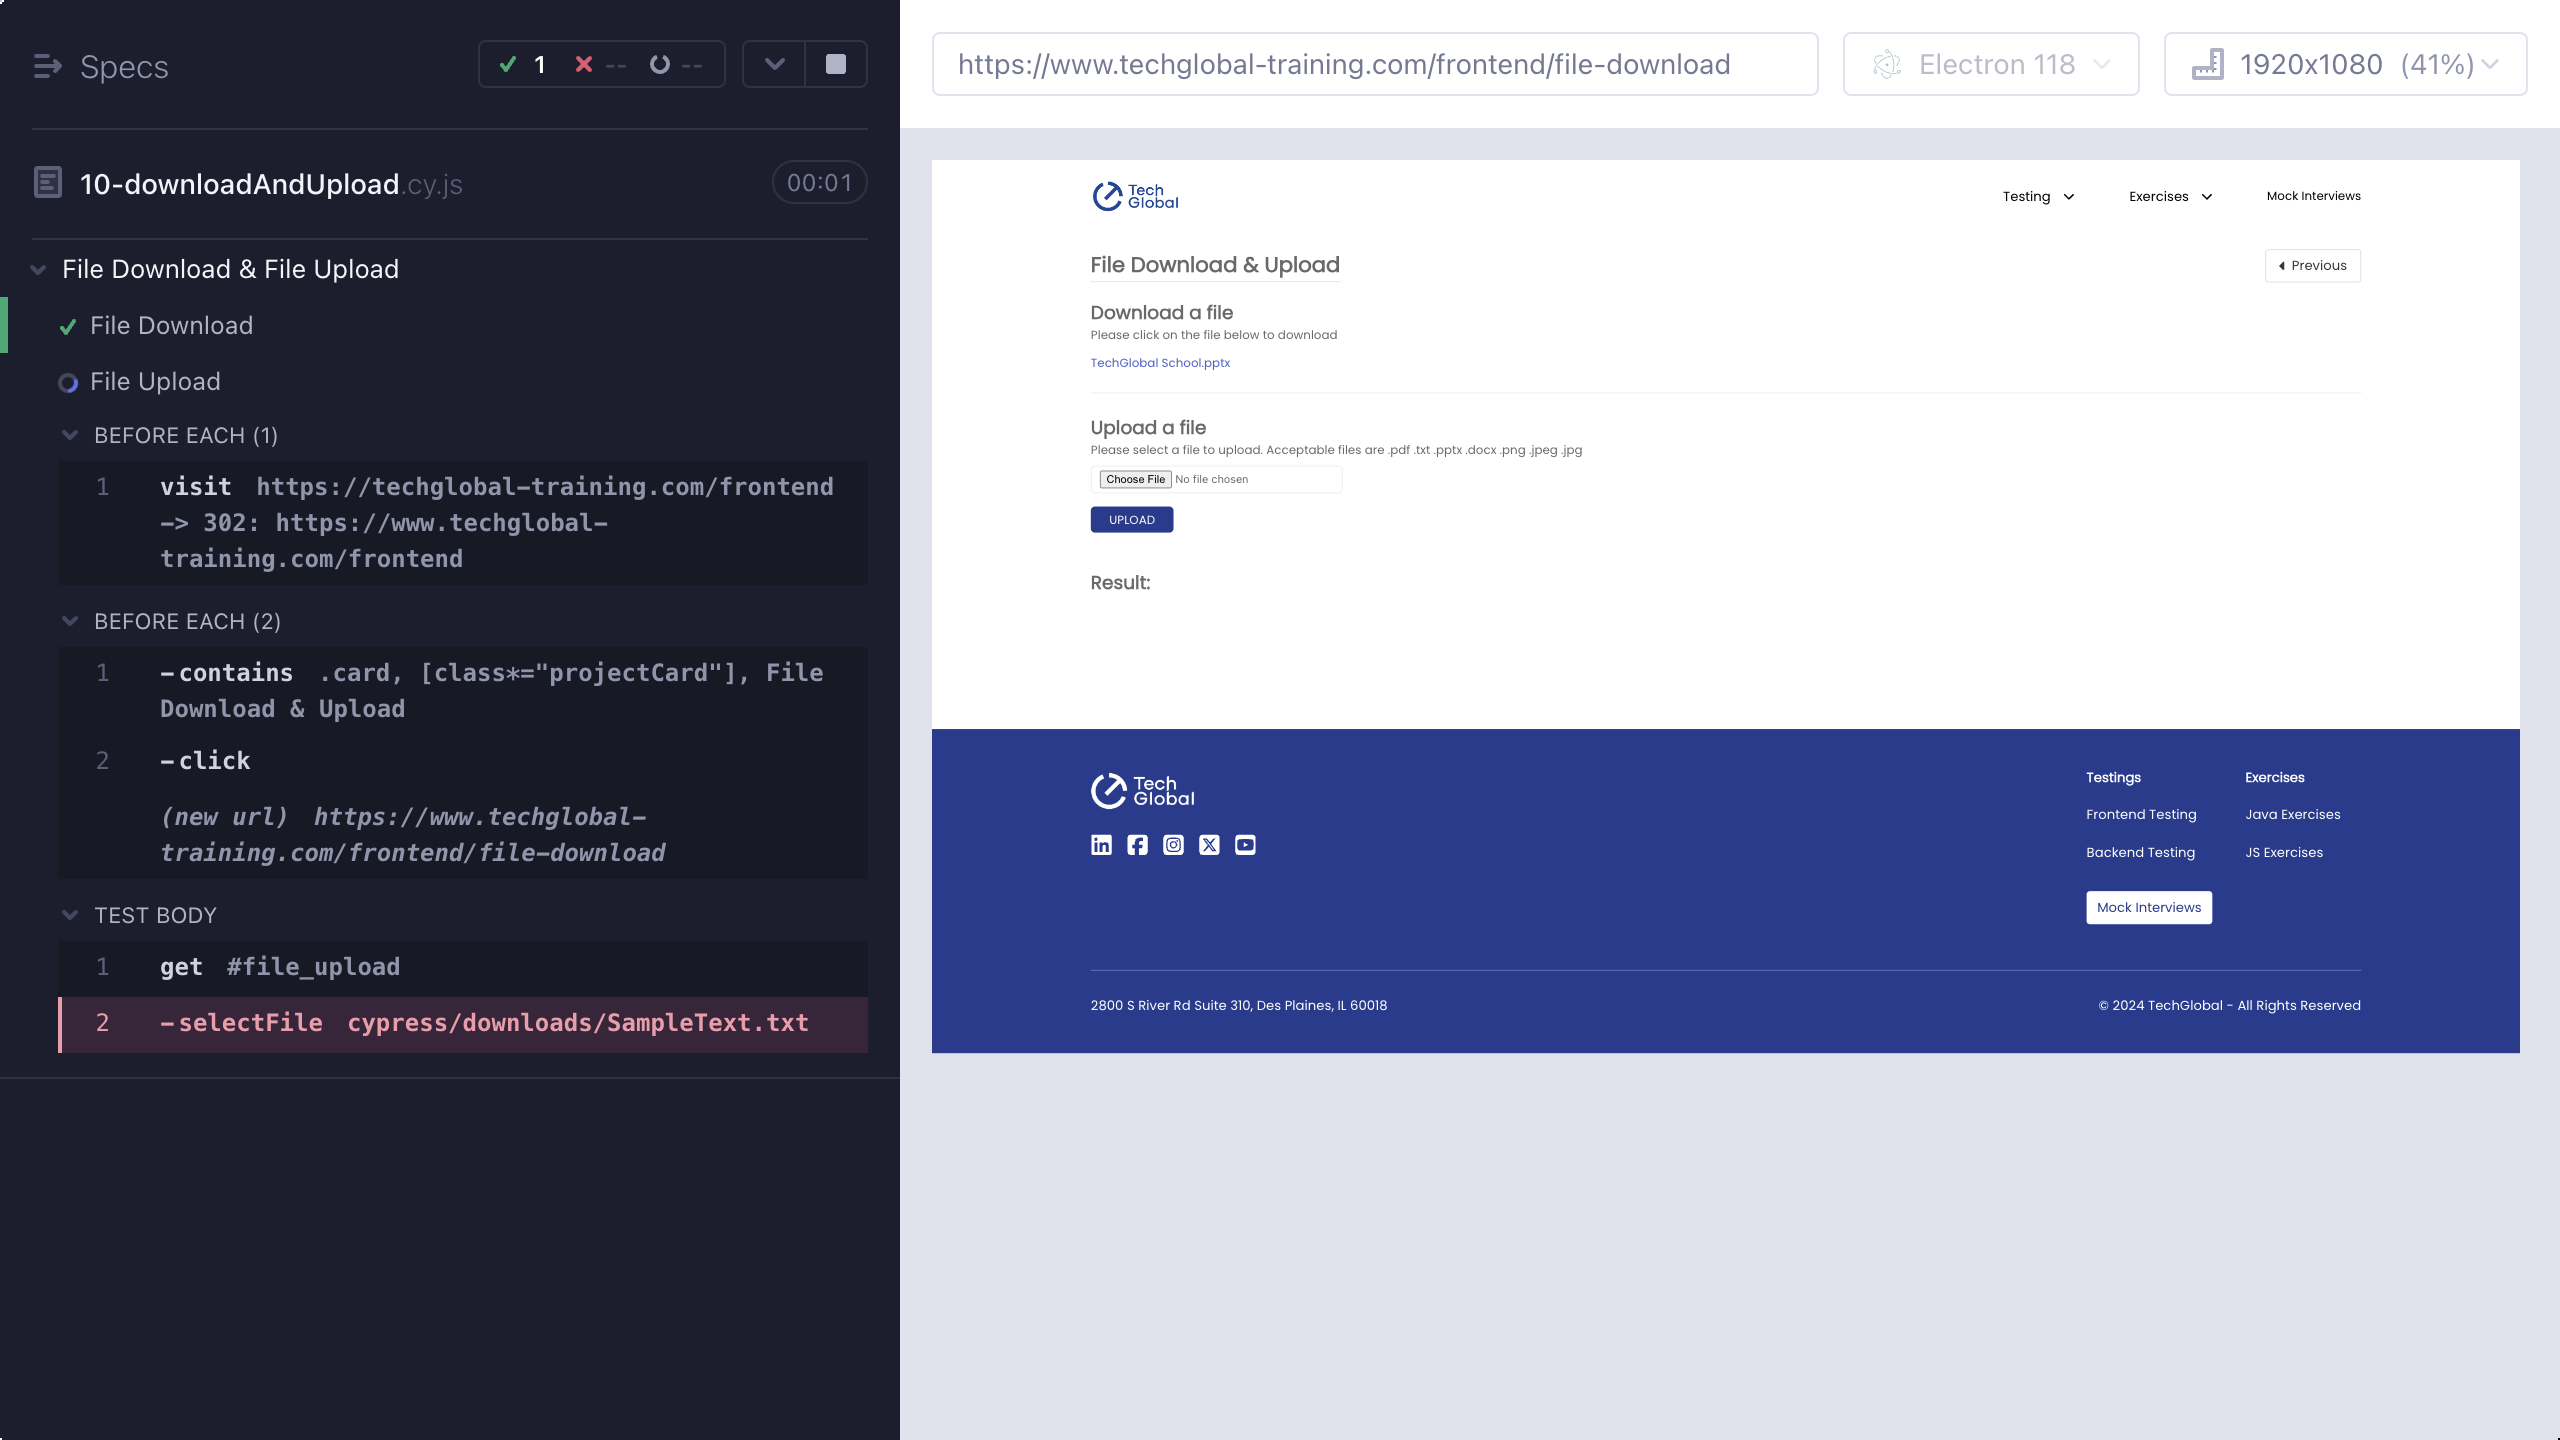 Specs
1 -- --
10-downloadAndUpload.cy.js 00:01
File Download & File Upload
File Download
File Upload
BEFORE EACH (1)
1 visit https://techglobal-training.com/frontend
-> 302: https://www.techglobal-
training.com/frontend
BEFORE EACH (2)
1 -contains .card, [class*="projectCard"], File
Download & Upload
2 -click
(new url) https://www.techglobal-
training.com/frontend/file-download
TEST BODY
1 get #file_upload
2 -selectFile cypress/downloads/SampleText.txt
https://www.techglobal-training.com/frontend/file-download
Electron 118
1920x1080 (41%)
Tech
Global
Testing
Exercises
Mock Interviews
File Download & Upload
Previous
Download a file
Please click on the file below to download
TechGlobal School.pptx
Upload a file
Please select a file to upload. Acceptable files are .pdf .txt .pptx .docx .png .jpeg .jpg
Choose File No file chosen
UPLOAD
Result:
Tech
Global
Testings
Frontend Testing
Backend Testing
Mock Interviews
Exercises
Java Exercises
JS Exercises
2800 S River Rd Suite 310, Des Plaines, IL 60018
© 2024 TechGlobal - All Rights Reserved